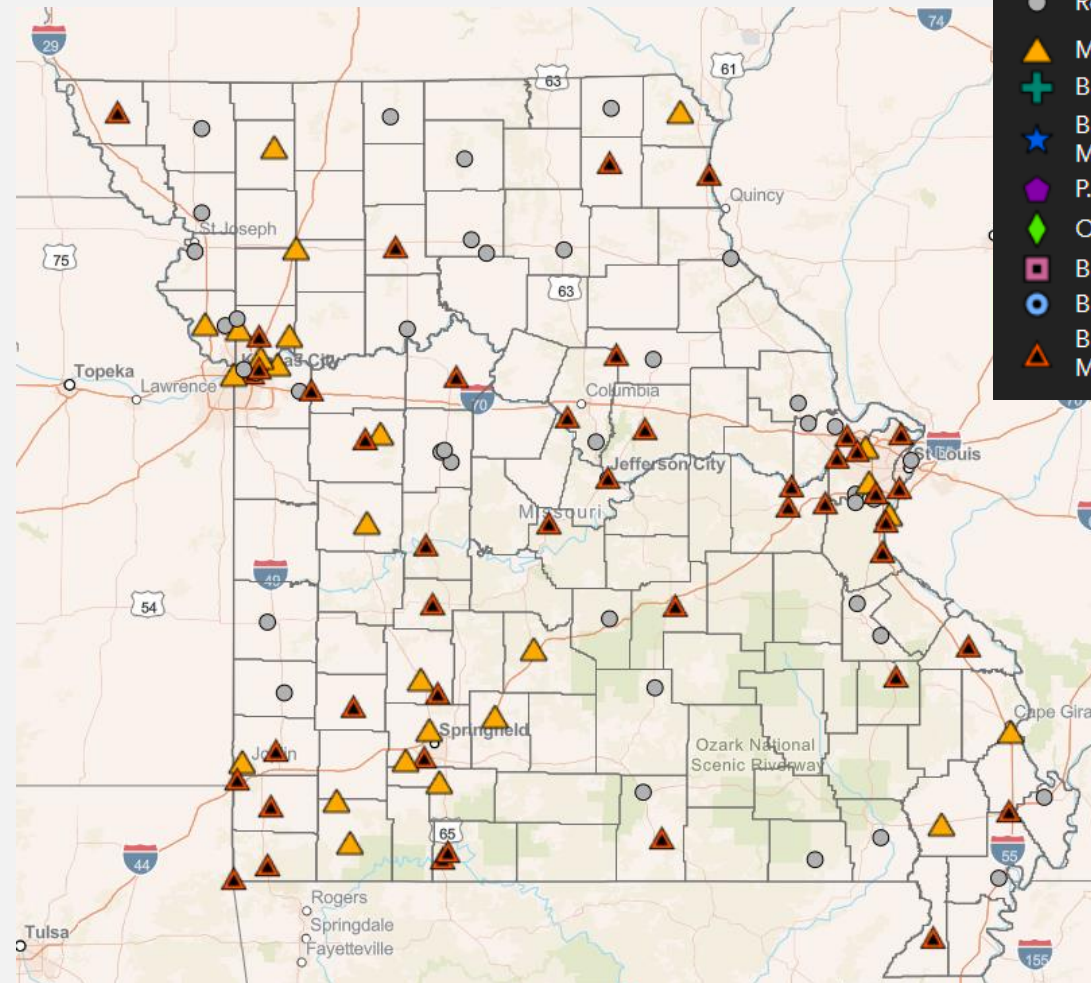 29
74
61
63
Quincy
St Joseph
75
63
Kansas City
Topeka
Lawrence
70
Columbia
Jefferson City
St Louis
Missouri
49
54
Springfield
Ozark National
Scenic Riverway
Cape Gira
Joplin
65
44
55
Rogers
Springdale
Fayetteville
Tulsa
155
M
B
B
M
P.
B
B
B
M